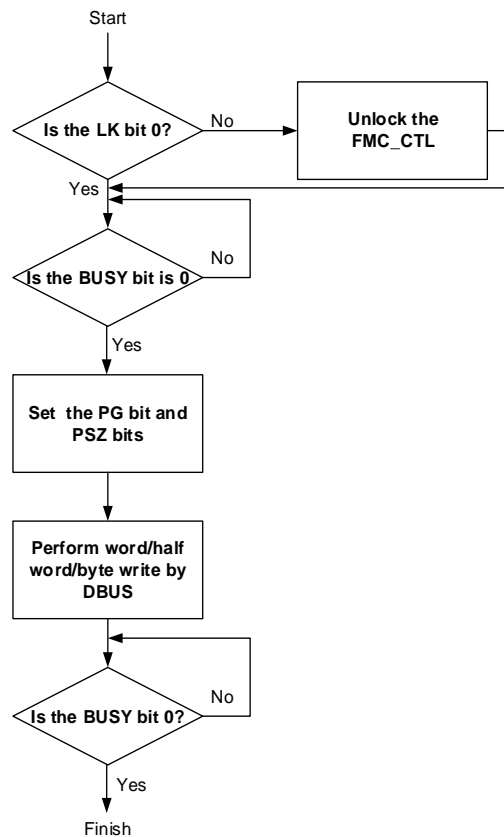 Start
Is the LK bit 0?
No
Unlock the
FMC_CTL
Yes
Is the BUSY bit is 0
No
Yes
Set the PG bit and
PSZ bits
Perform word/half
word/byte write by
DBUS
Is the BUSY bit 0?
No
Yes
Finish